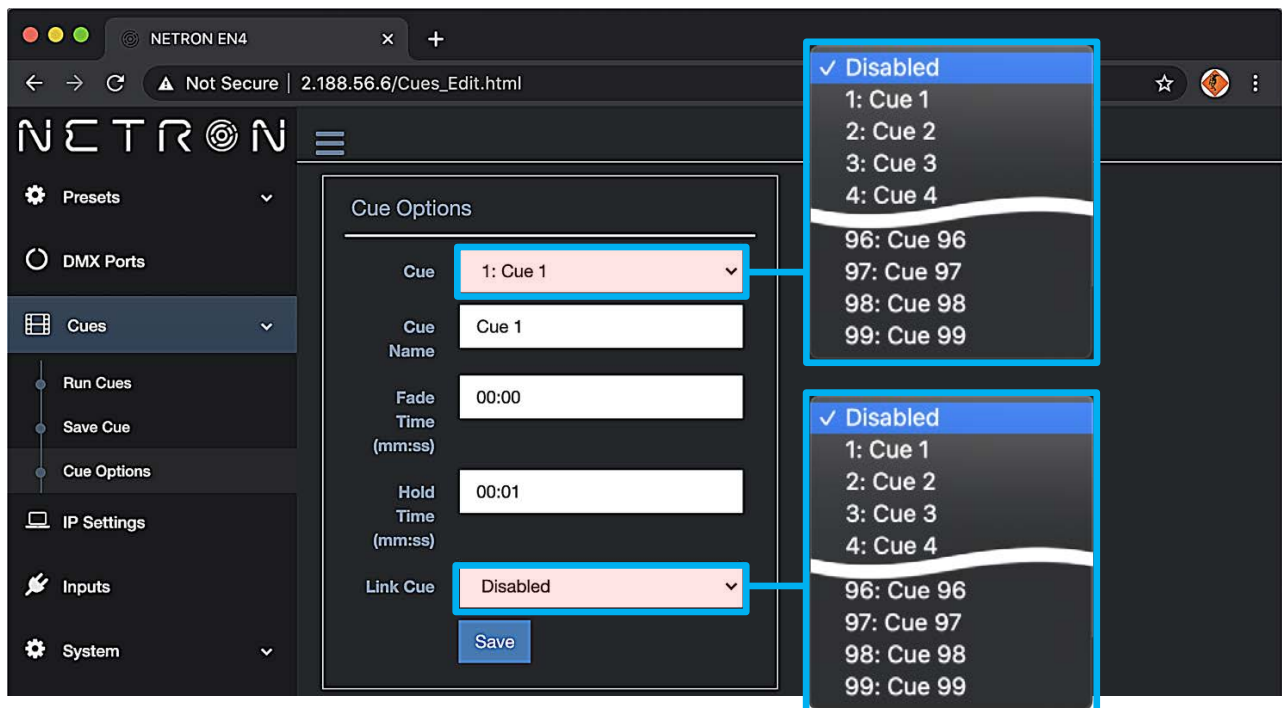 NETRON EN4
Not Secure | 2.188.56.6/Cues_Edit.html
NETRON
Presets
DMX Ports
Cues
Run Cues
Save Cue
Cue Options
IP Settings
Inputs
System
Cue Options
Cue 1: Cue 1
Cue Name Cue 1
Fade Time (mm:ss) 00:00
Hold Time (mm:ss) 00:01
Link Cue Disabled
Save
✓ Disabled
1: Cue 1
2: Cue 2
3: Cue 3
4: Cue 4
96: Cue 96
97: Cue 97
98: Cue 98
99: Cue 99
✓ Disabled
1: Cue 1
2: Cue 2
3: Cue 3
4: Cue 4
96: Cue 96
97: Cue 97
98: Cue 98
99: Cue 99